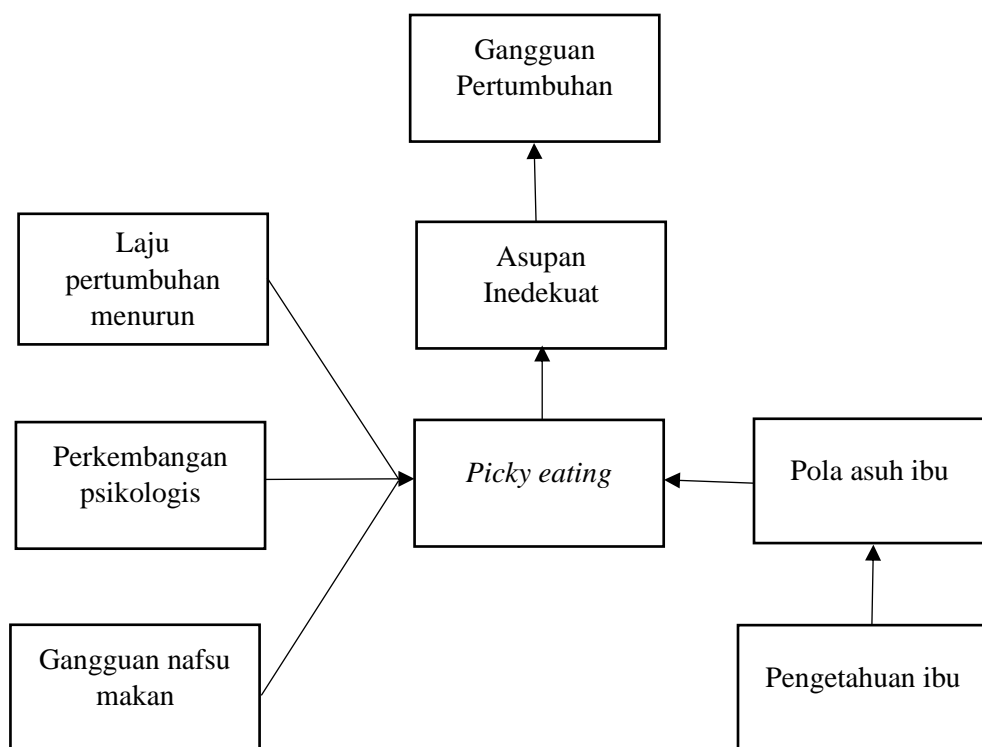 Gangguan
Pertumbuhan
Laju
pertumbuhan
menurun
Asupan
Inedekuat
Perkembangan
psikologis
Picky eating
Pola asuh ibu
Gangguan nafsu
makan
Pengetahuan ibu